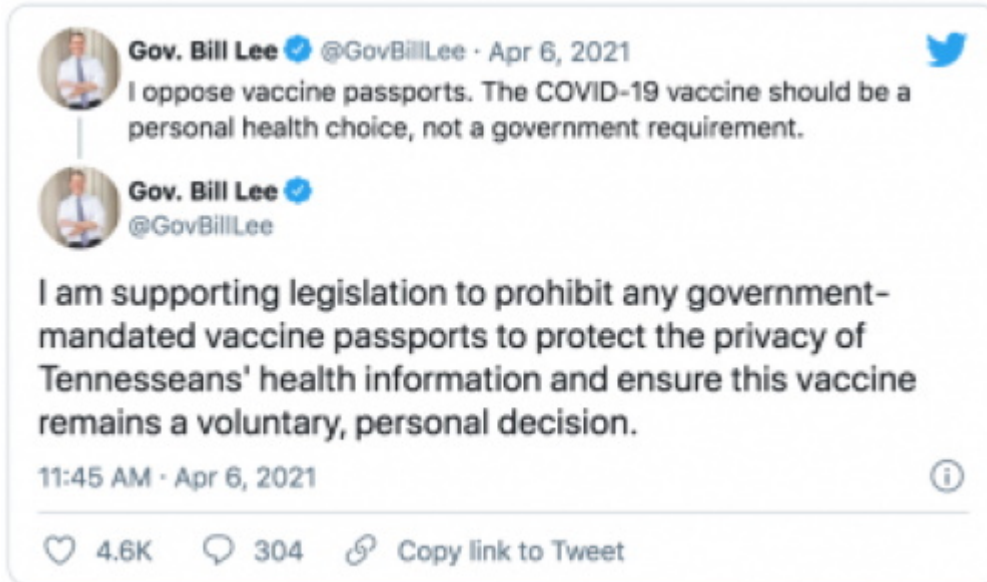 Gov. Bill Lee @GovBillLee · Apr 6, 2021
I oppose vaccine passports. The COVID-19 vaccine should be a
personal health choice, not a government requirement.
Gov. Bill Lee
@GovBillLee
I am supporting legislation to prohibit any government-
mandated vaccine passports to protect the privacy of
Tennesseans' health information and ensure this vaccine
remains a voluntary, personal decision.
11:45 AM · Apr 6, 2021
4.6K 304 Copy link to Tweet